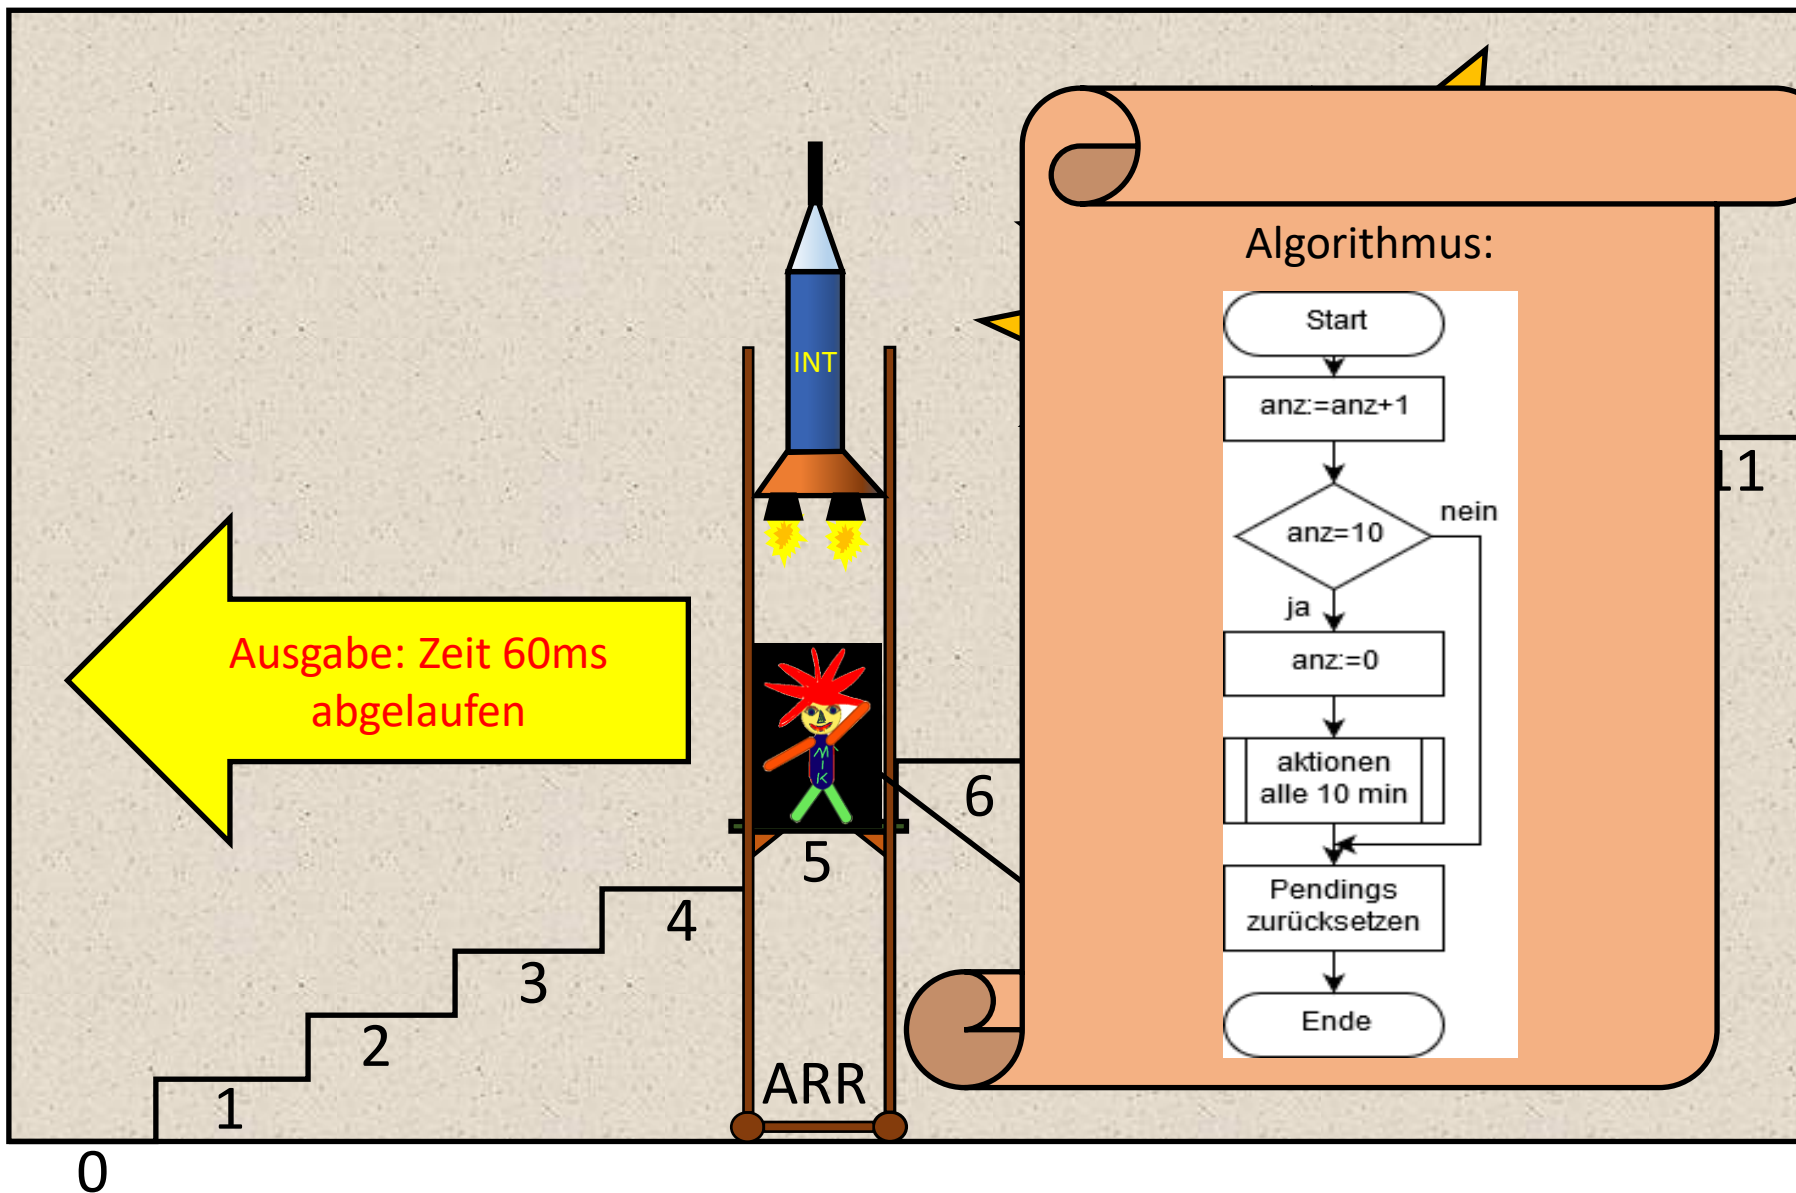 Algorithmus:
Start
anz:=anz+1
anz=10
nein
ja
anz:=0
aktionen
alle 10 min
Pendings
zurücksetzen
Ende
INT
Ausgabe: Zeit 60ms
abgelaufen
MIK
0
1
2
3
4
5
6
11
ARR